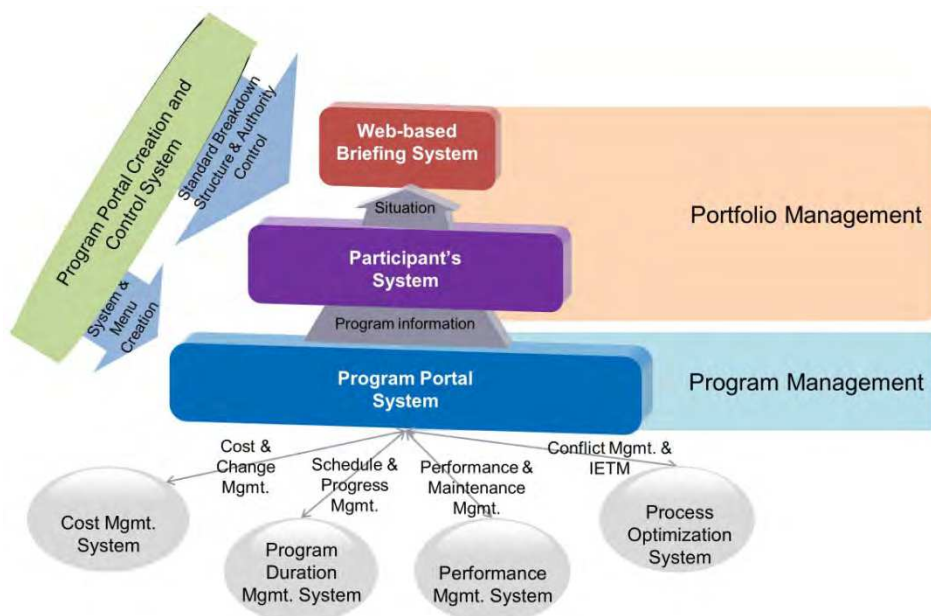 Program Portal Creation and
Control System
Standard Breakdown
Structure & Authority
Control
System &
Menu
Creation
Web-based
Briefing System
Situation
Portfolio Management
Participant's
System
Program information
Program Portal
System
Program Management
Cost &
Change
Mgmt.
Schedule &
Progress
Mgmt.
Performance &
Maintenance
Mgmt.
Conflict Mgmt. &
IETM
Cost Mgmt.
System
Program
Duration
Mgmt. System
Performance
Mgmt. System
Process
Optimization
System